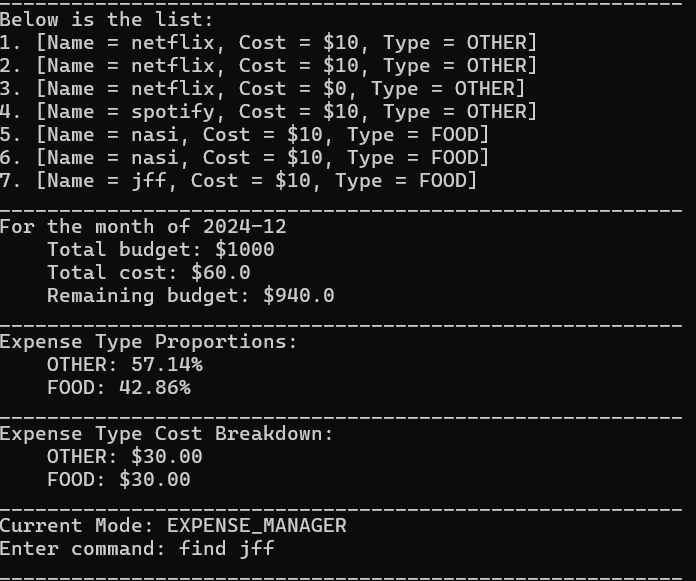 Below is the list:
1. [Name = netflix, Cost = $10, Type = OTHER]
2. [Name = netflix, Cost = $10, Type = OTHER]
3. [Name = netflix, Cost = $0, Type = OTHER]
4. [Name = spotify, Cost = $10, Type = OTHER]
5. [Name = nasi, Cost = $10, Type = FOOD]
6. [Name = nasi, Cost = $10, Type = FOOD]
7. [Name = jff, Cost = $10, Type = FOOD]
For the month of 2024-12
Total budget: $1000
Total cost: $60.0
Remaining budget: $940.0
Expense Type Proportions:
OTHER: 57.14%
FOOD: 42.86%
Expense Type Cost Breakdown:
OTHER: $30.00
FOOD: $30.00
Current Mode: EXPENSE_MANAGER
Enter command: find jff